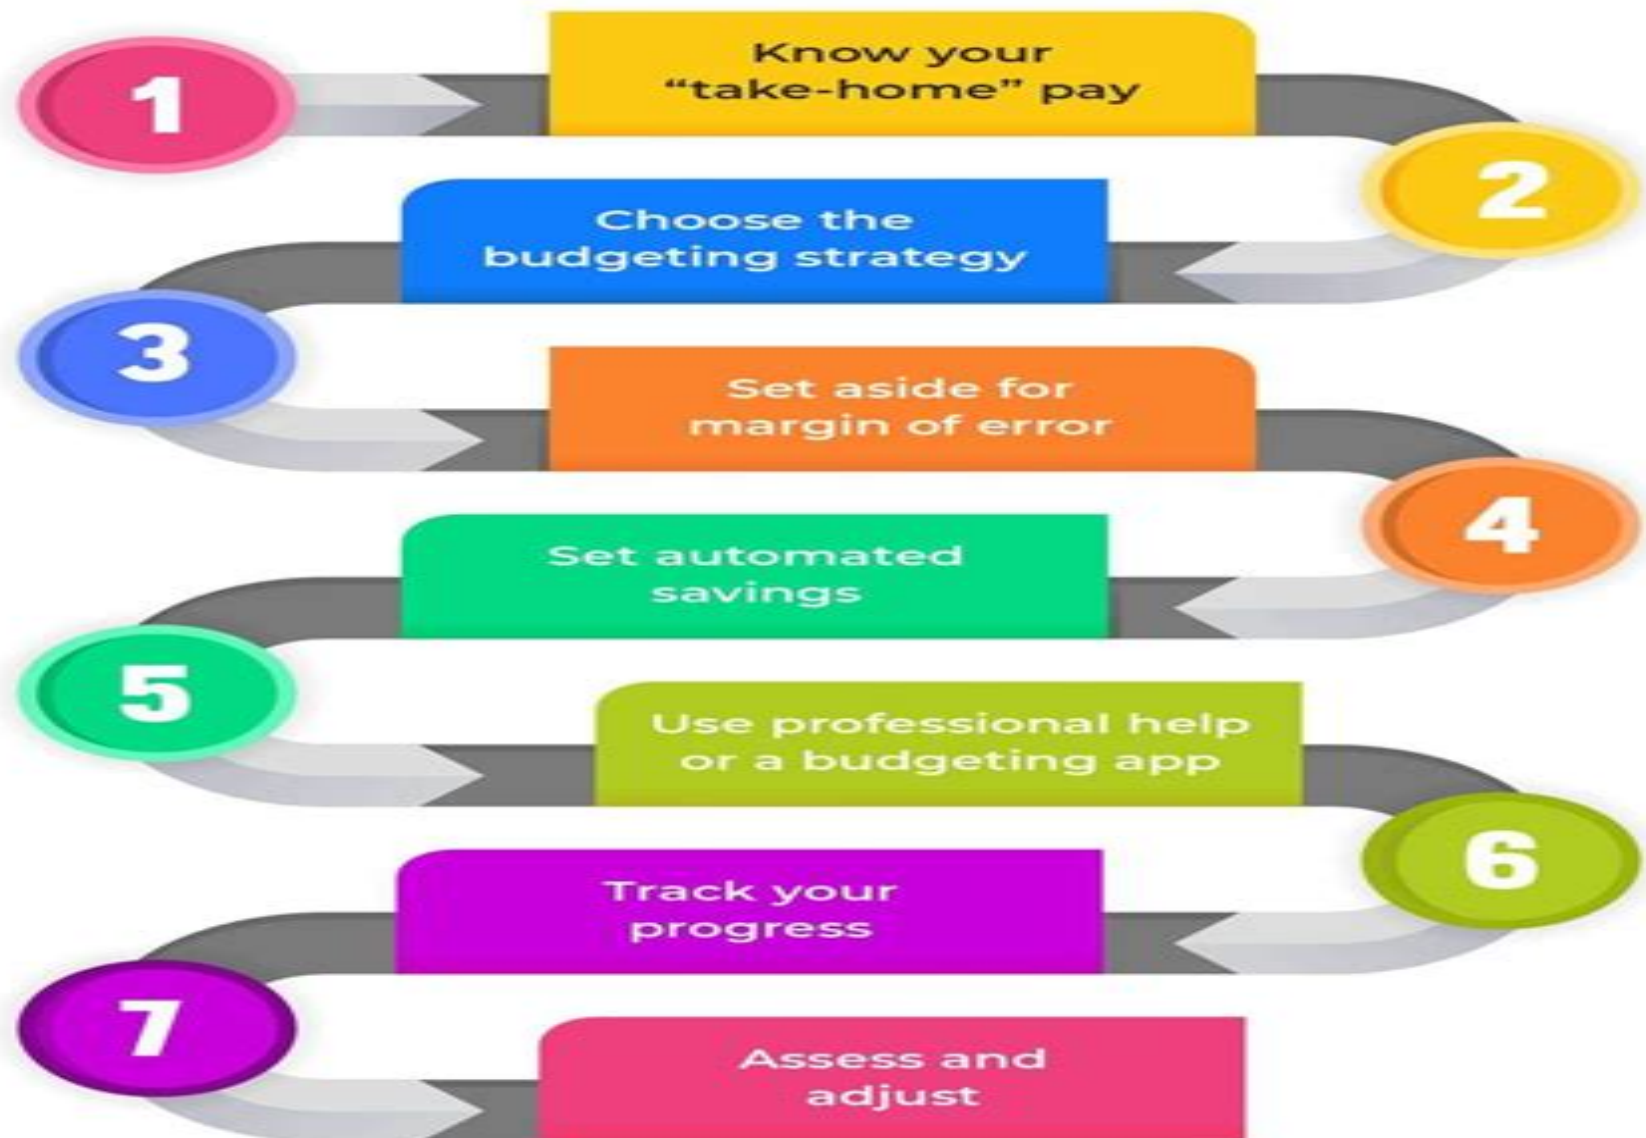 1
Know your
“take-home” pay
2
Choose the
budgeting strategy
3
Set aside for
margin of error
4
Set automated
savings
5
Use professional help
or a budgeting app
6
Track your
progress
7
Assess and
adjust